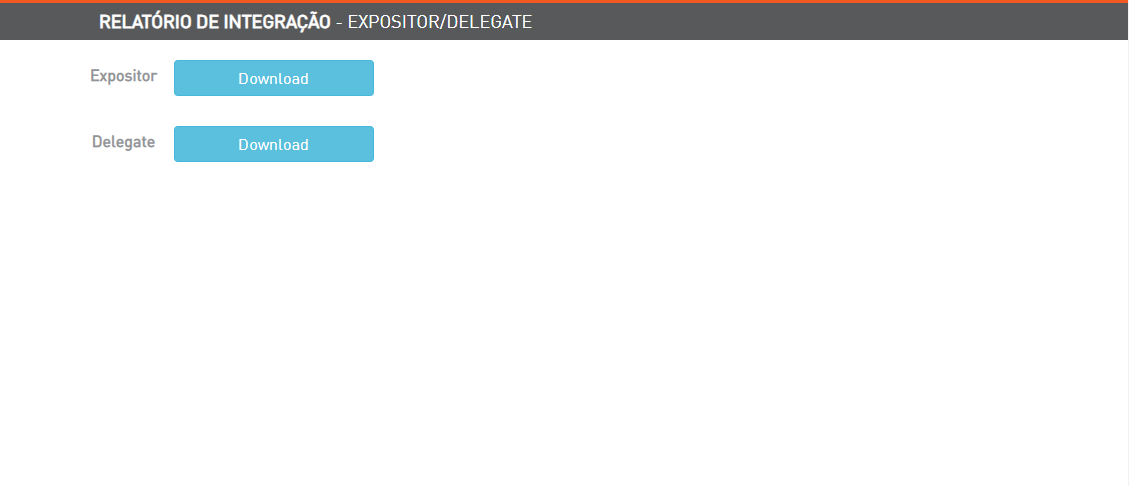 RELATÓRIO DE INTEGRAÇÃO - EXPOSITOR/DELEGATE
Expositor Download
Delegate Download